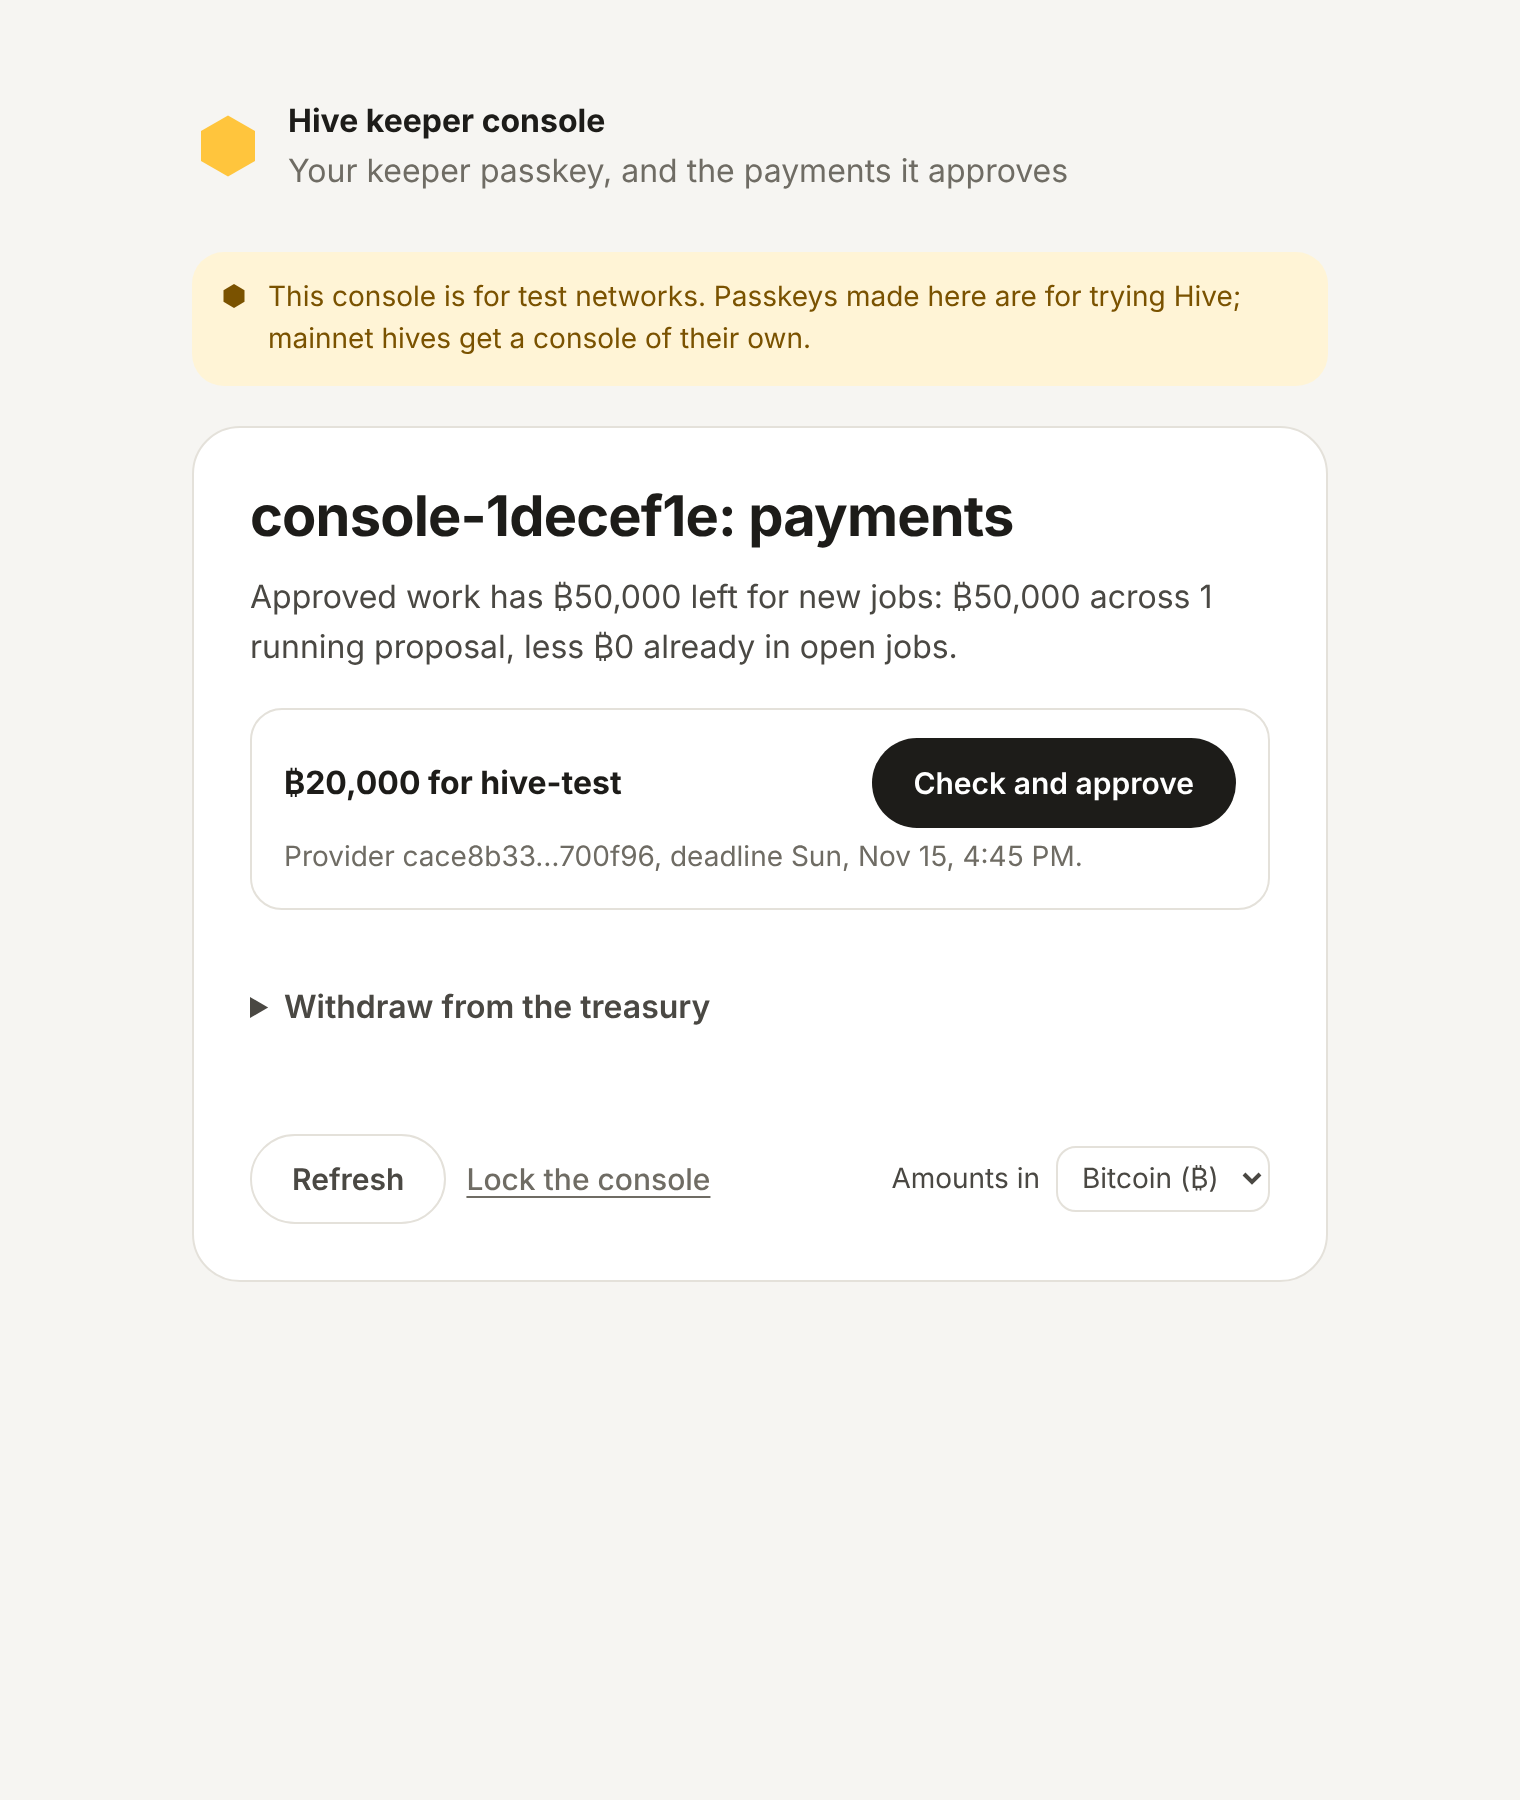 Hive keeper console
Your keeper passkey, and the payments it approves
This console is for test networks. Passkeys made here are for trying Hive;
mainnet hives get a console of their own.
console-1decef1e: payments
Approved work has ₿50,000 left for new jobs: ₿50,000 across 1
running proposal, less ₿0 already in open jobs.
₿20,000 for hive-test
Check and approve
Provider cace8b33…700f96, deadline Sun, Nov 15, 4:45 PM.
Withdraw from the treasury
Refresh
Lock the console
Amounts in
Bitcoin (₿)